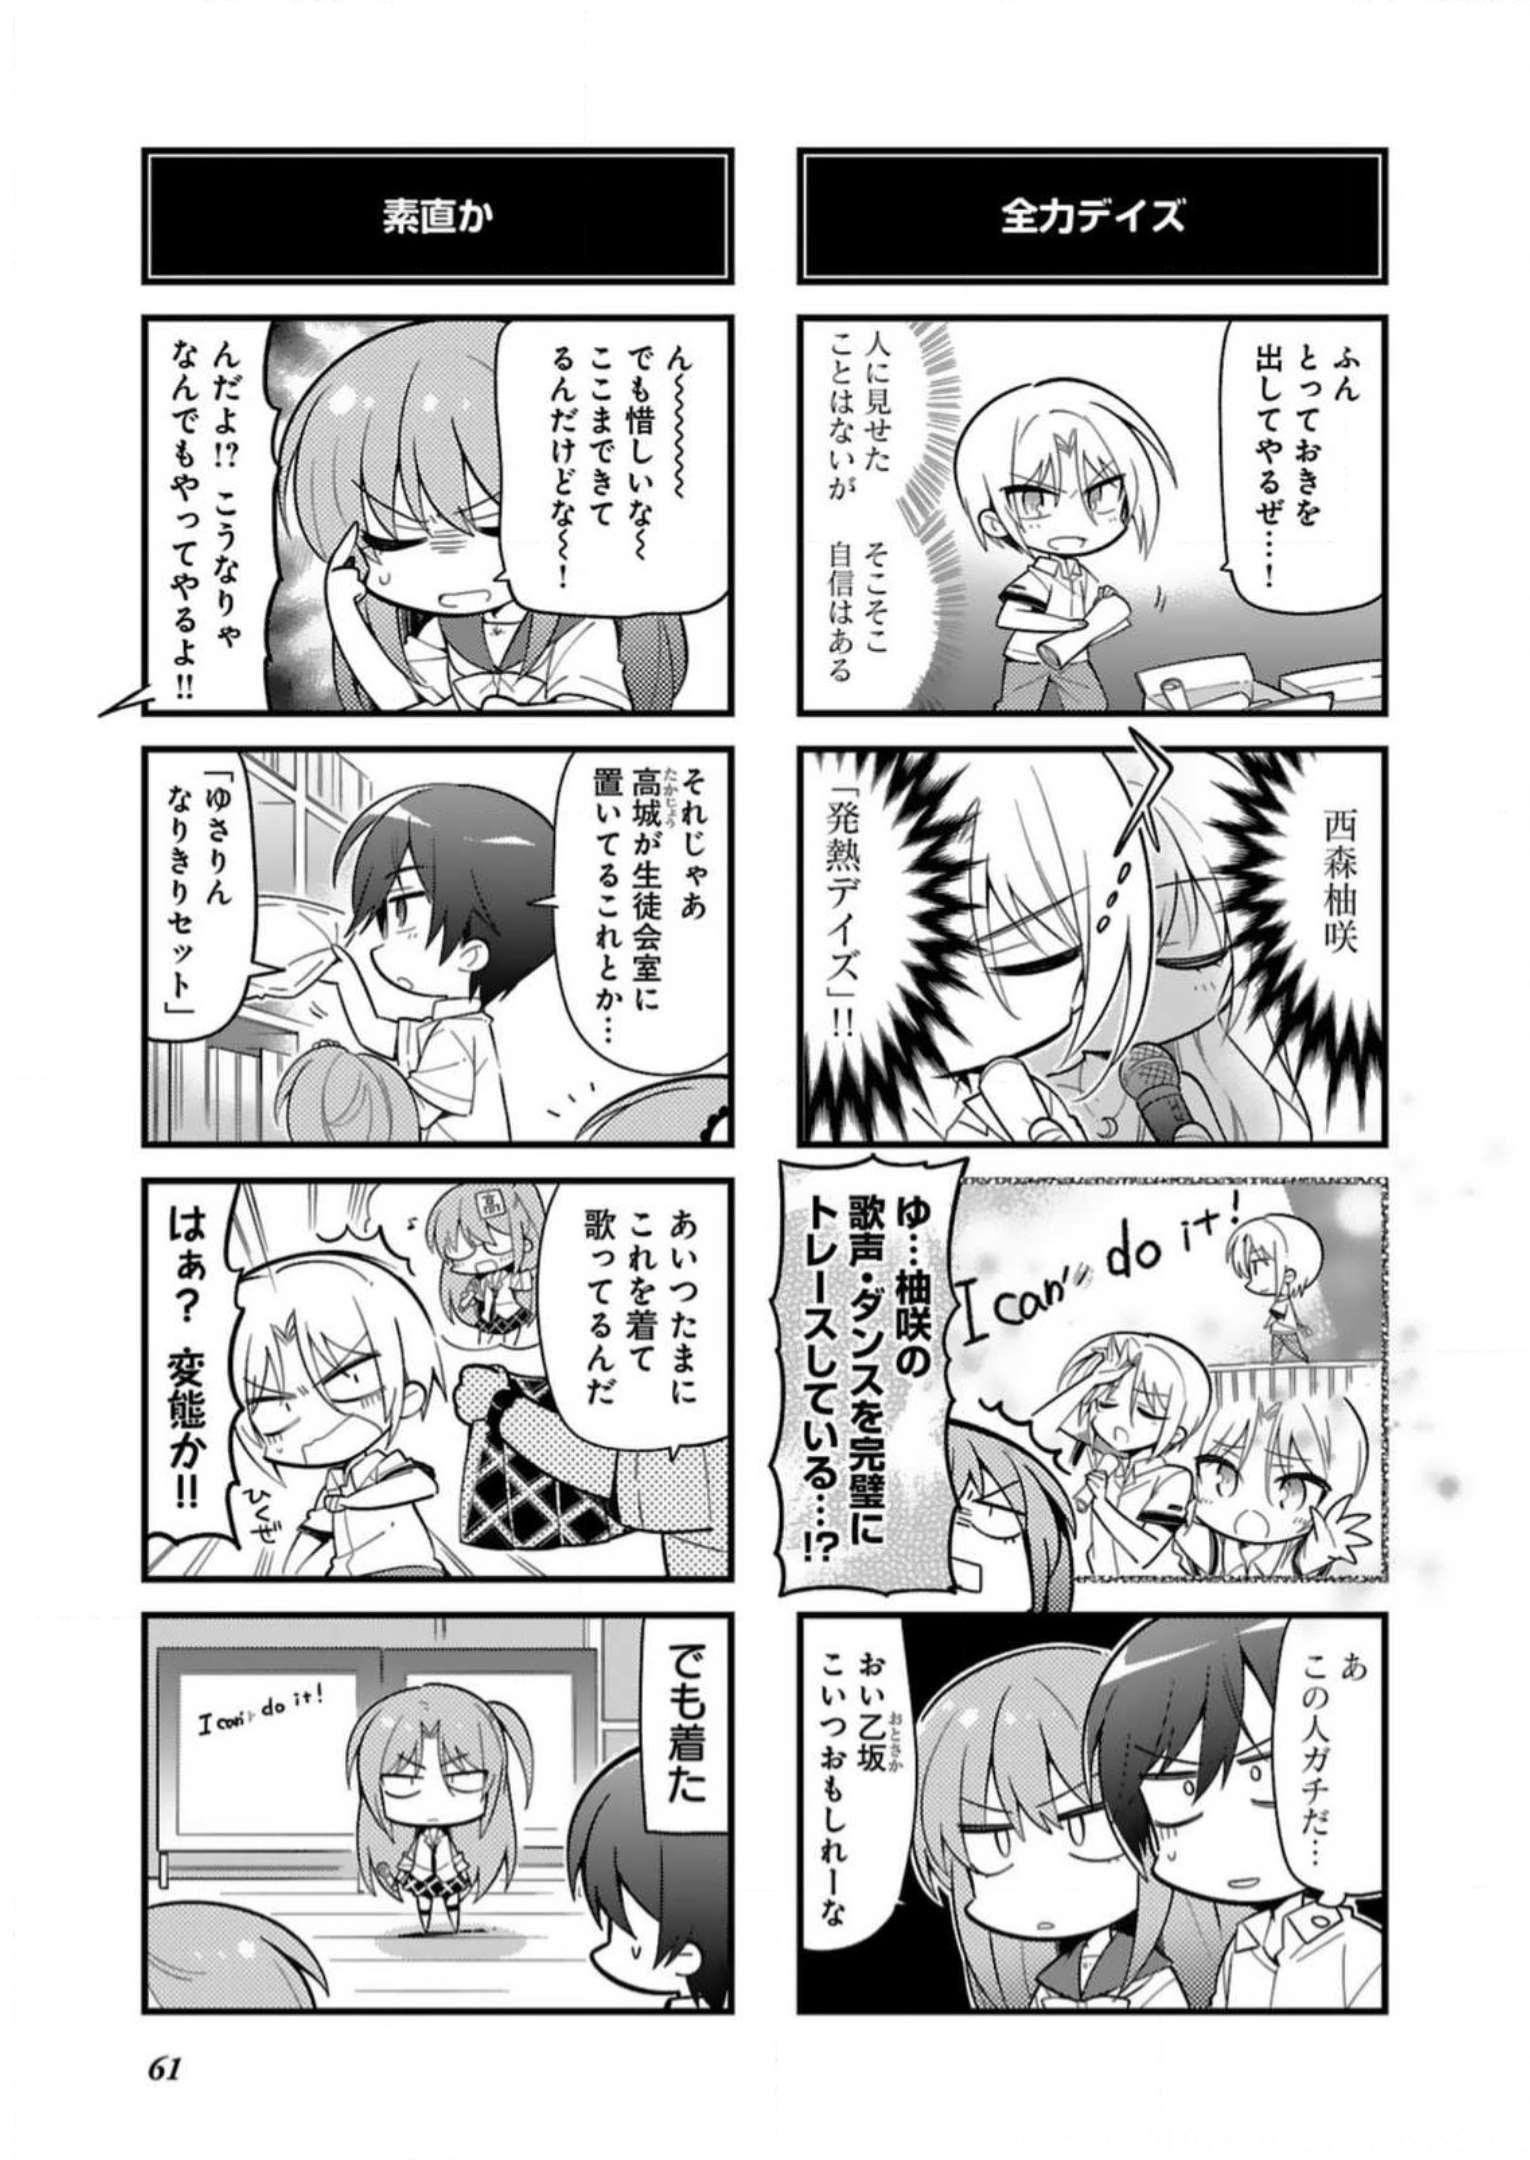 全力デイズ
ふん
とっておきを
出してやるぜ…!
人に見せた
ことはないが
そこそこ
自信はある
西森柚咲
「発熱デイズ」!!
I can do it!
ゆ…柚咲の
歌声・ダンスを完璧に
トレースしている…!?
あ
この人ガチだ…
おい乙坂
おとさか
こいつおもしれーな
素直か
ん～～～～～
でも惜しいな～
ここまできて
るんだけどな～!
んだよ!? こうなりゃ
なんでもやってやるよ!!
それじゃあ
高城が生徒会室に
たかじょう
置いてるこれとか…
「ゆさりん
なりきりセット」
あいつたまに
これを着て
歌ってるんだ
高
はぁ? 変態か!!
ひくぜ
でも着た
I can do it!
61